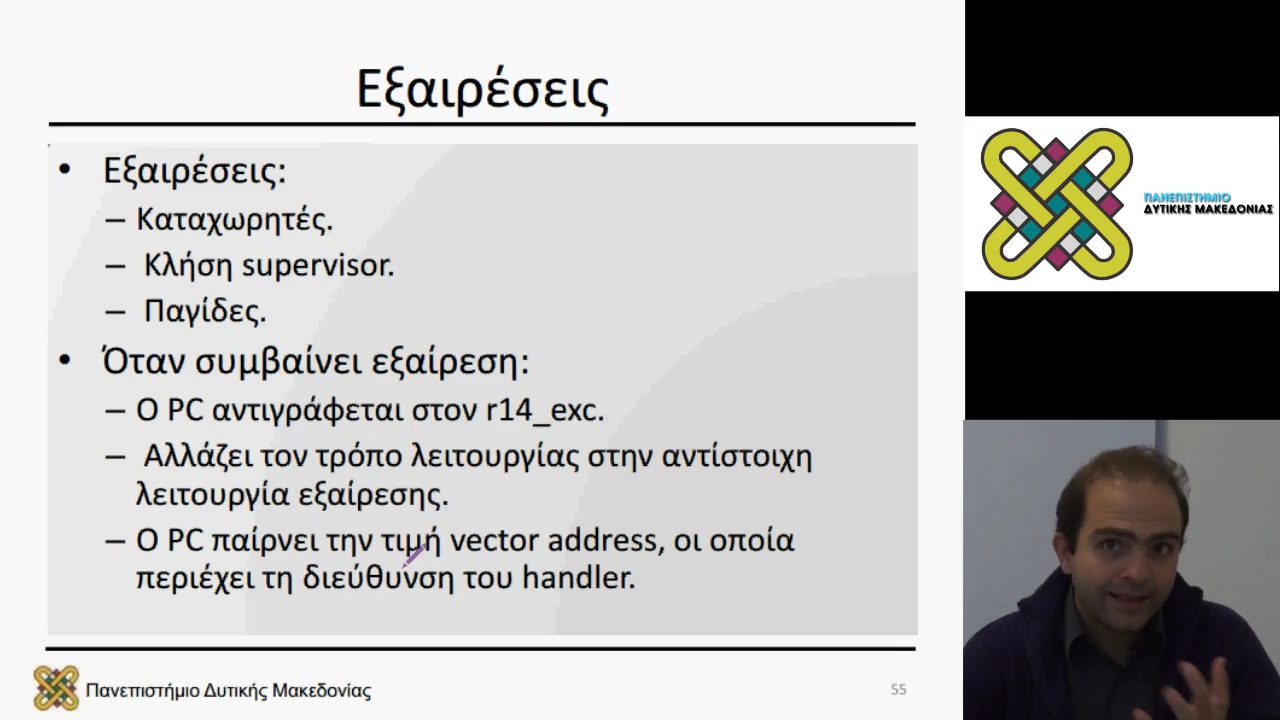 Εξαιρέσεις
• Εξαιρέσεις:
– Καταχωρητές.
– Κλήση supervisor.
– Παγίδες.
• Όταν συμβαίνει εξαίρεση:
– Ο PC αντιγράφεται στον r14_exc.
– Αλλάζει τον τρόπο λειτουργίας στην αντίστοιχη
λειτουργία εξαίρεσης.
– Ο PC παίρνει την τιμή vector address, οι οποία
περιέχει τη διεύθυνση του handler.
Πανεπιστήμιο Δυτικής Μακεδονίας
55
ΠΑΝΕΠΙΣΤΗΜΙΟ
ΔΥΤΙΚΗΣ ΜΑΚΕΔΟΝΙΑΣ